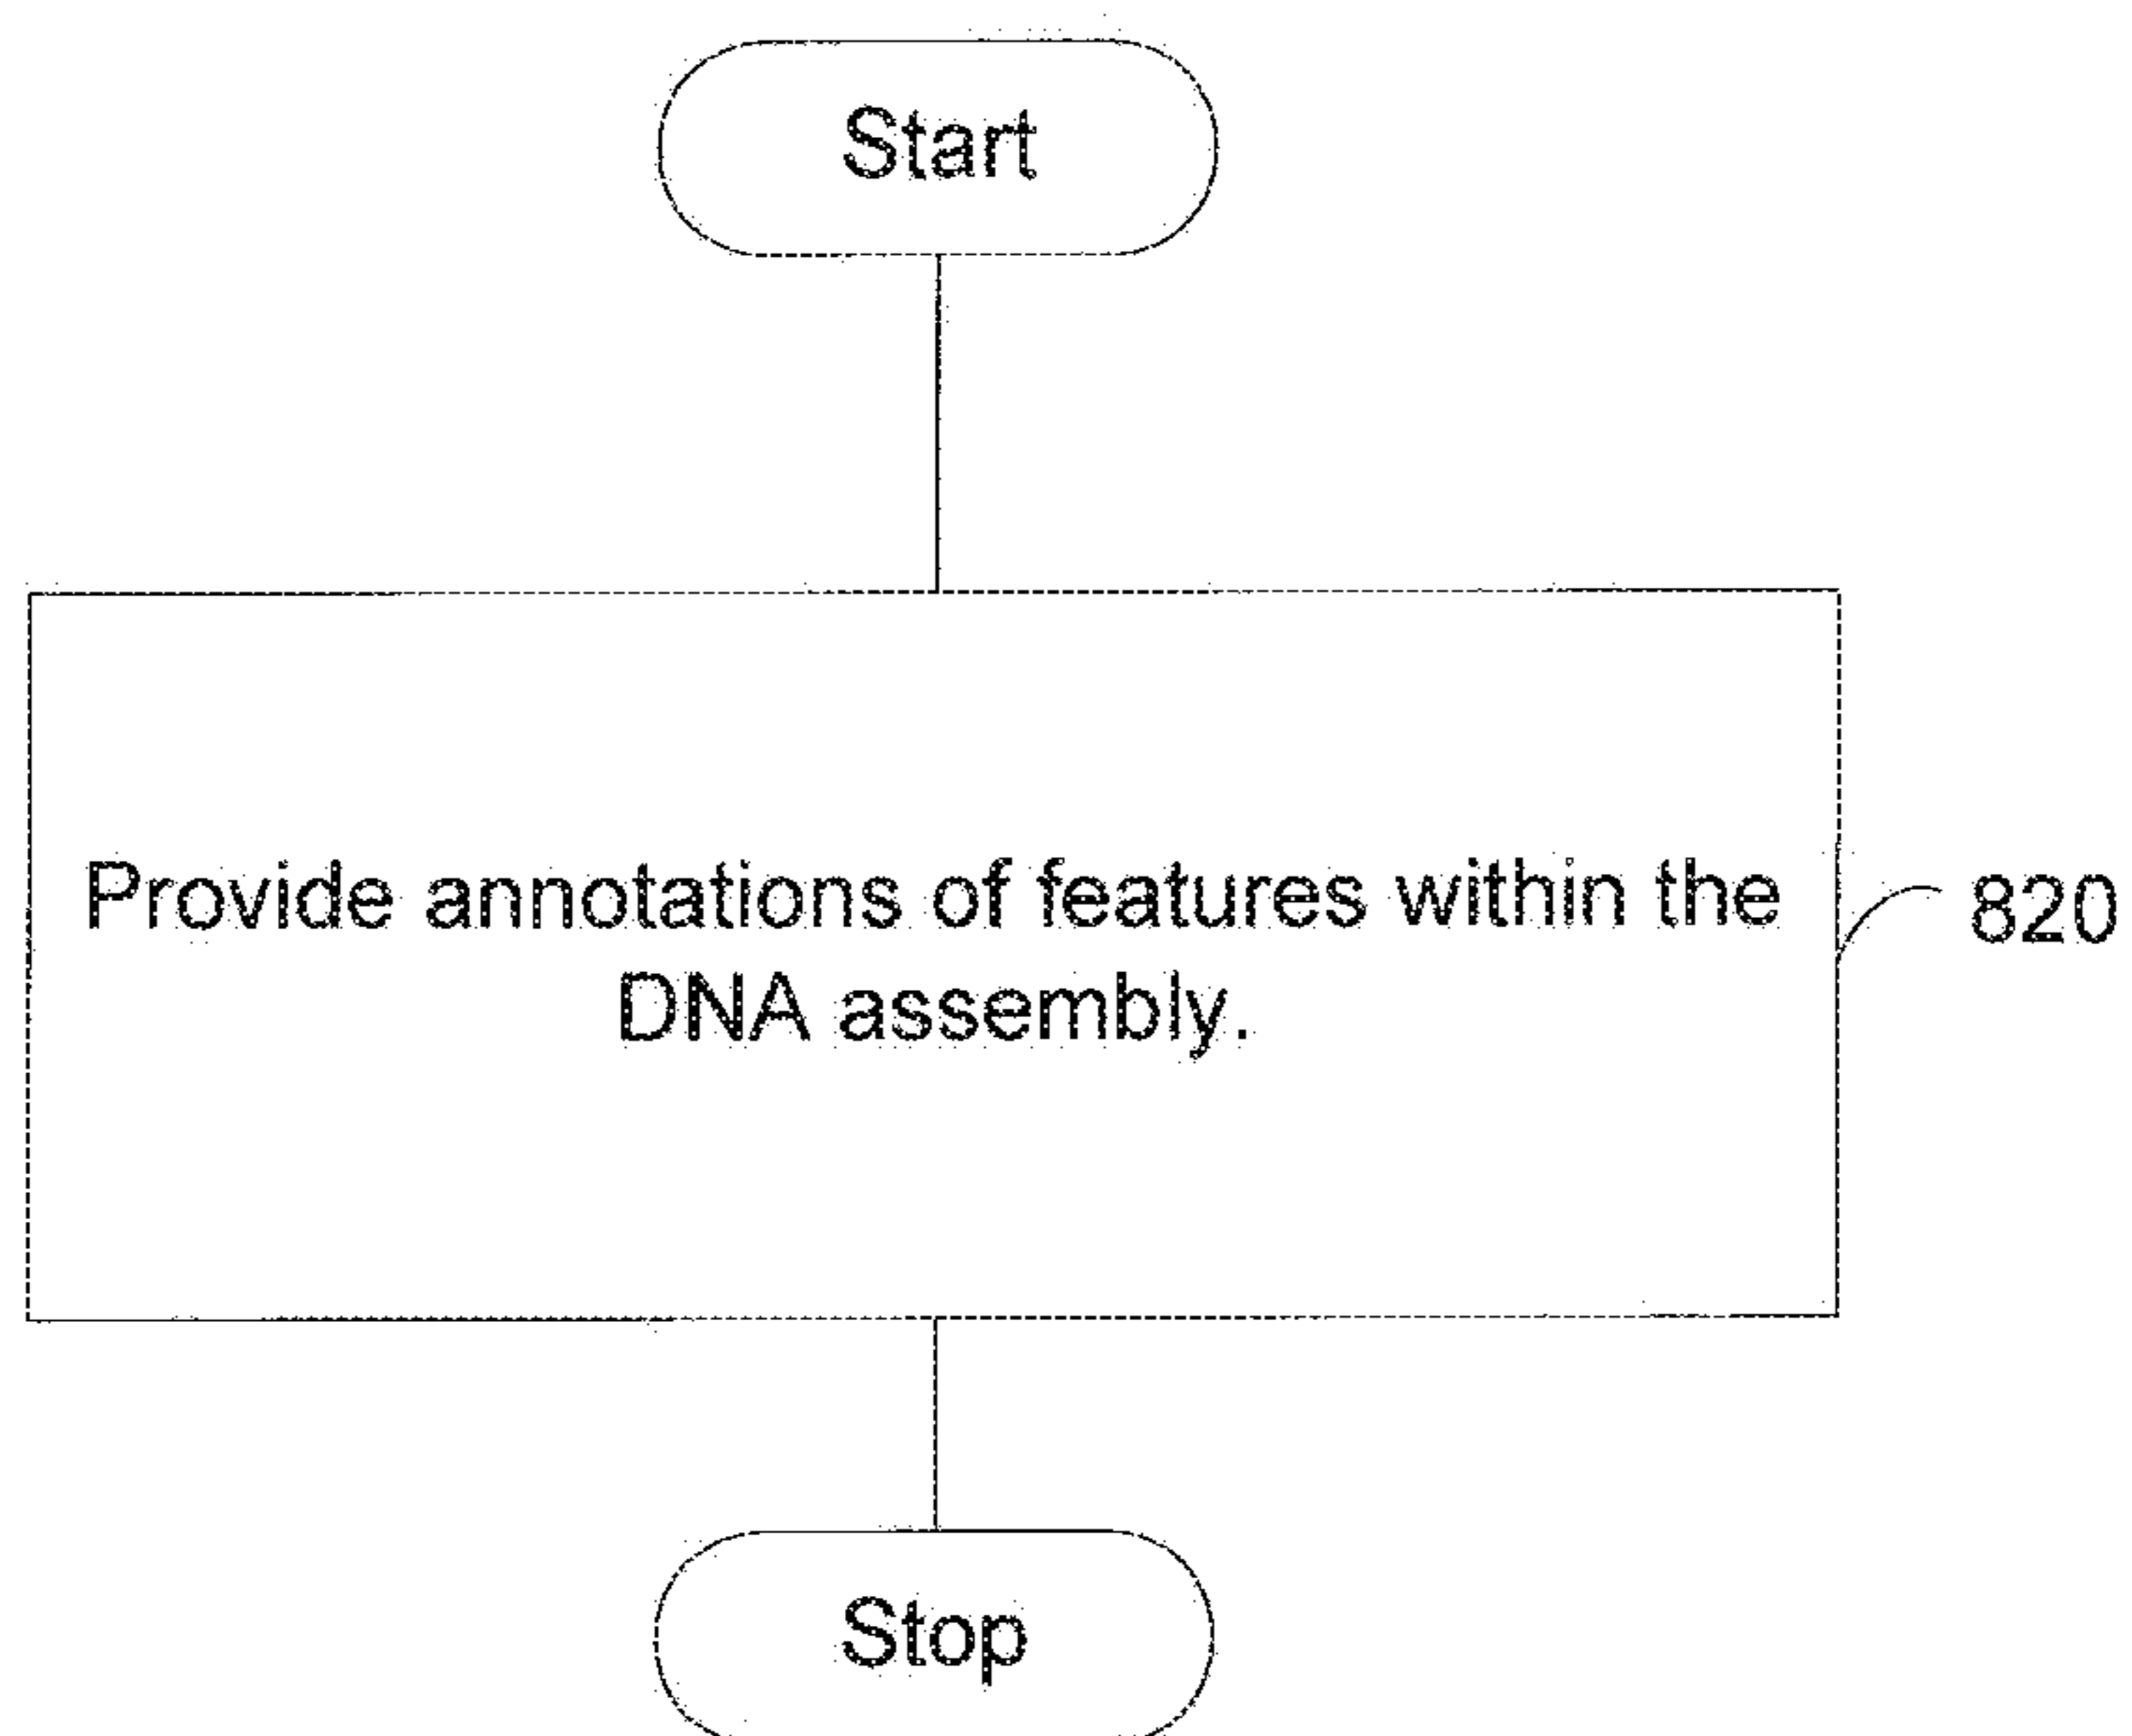 Start
Provide annotations of features within the
820
DNA assembly.
Stop